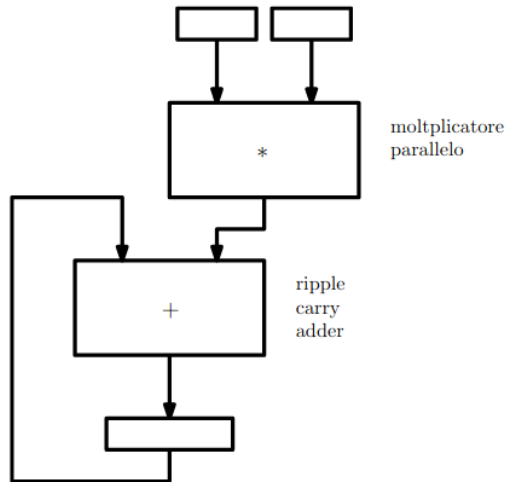 *
moltplicatore
parallelo
+
ripple
carry
adder